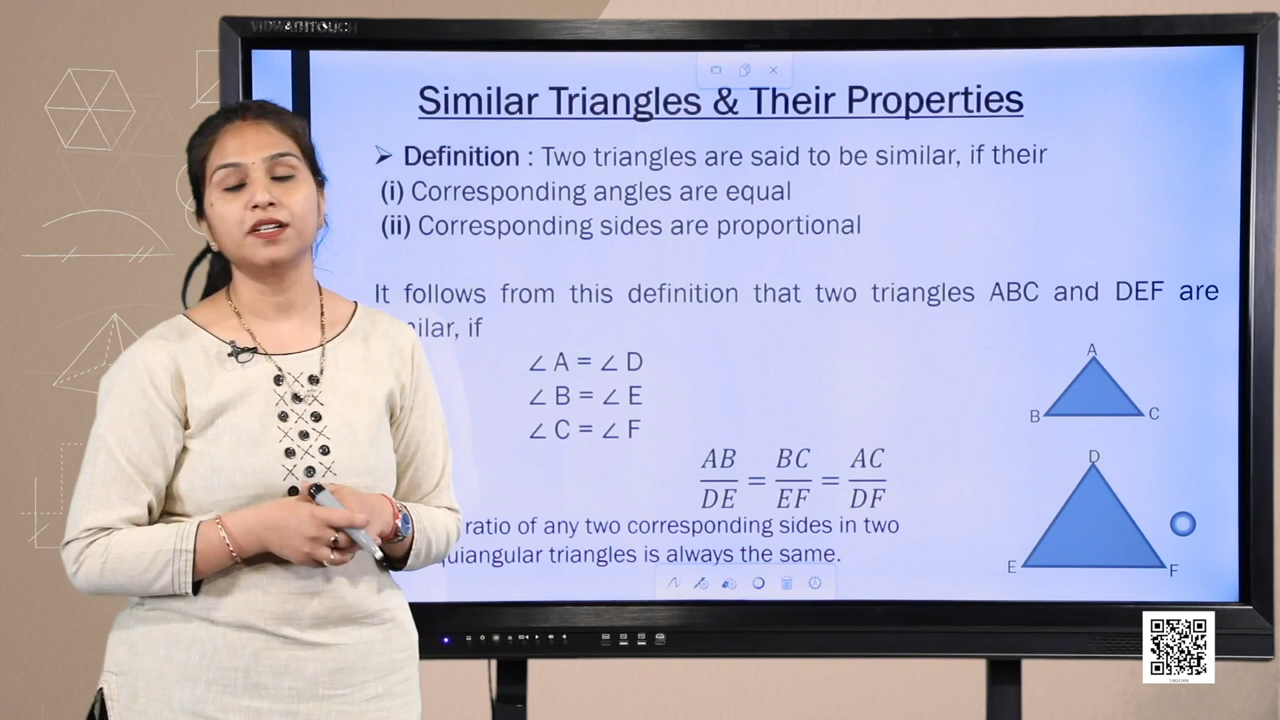 VIDWANTOUCH
Similar Triangles & Their Properties
➤ Definition : Two triangles are said to be similar, if their
(i) Corresponding angles are equal
(ii) Corresponding sides are proportional
It follows from this definition that two triangles ABC and DEF are
if
∠ A = ∠ D
∠ B = ∠ E
∠ C = ∠ F
AB/DE = BC/EF = AC/DF
ratio of any two corresponding sides in two
triangles is always the same.
A
B
C
D
E
F